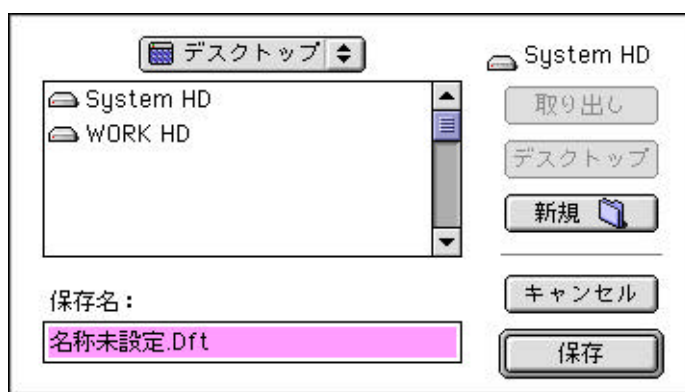 デスクトップ
System HD
System HD
WORK HD
取り出し
デスクトップ
新規
キャンセル
保存名：
名称未設定.Dft
保存